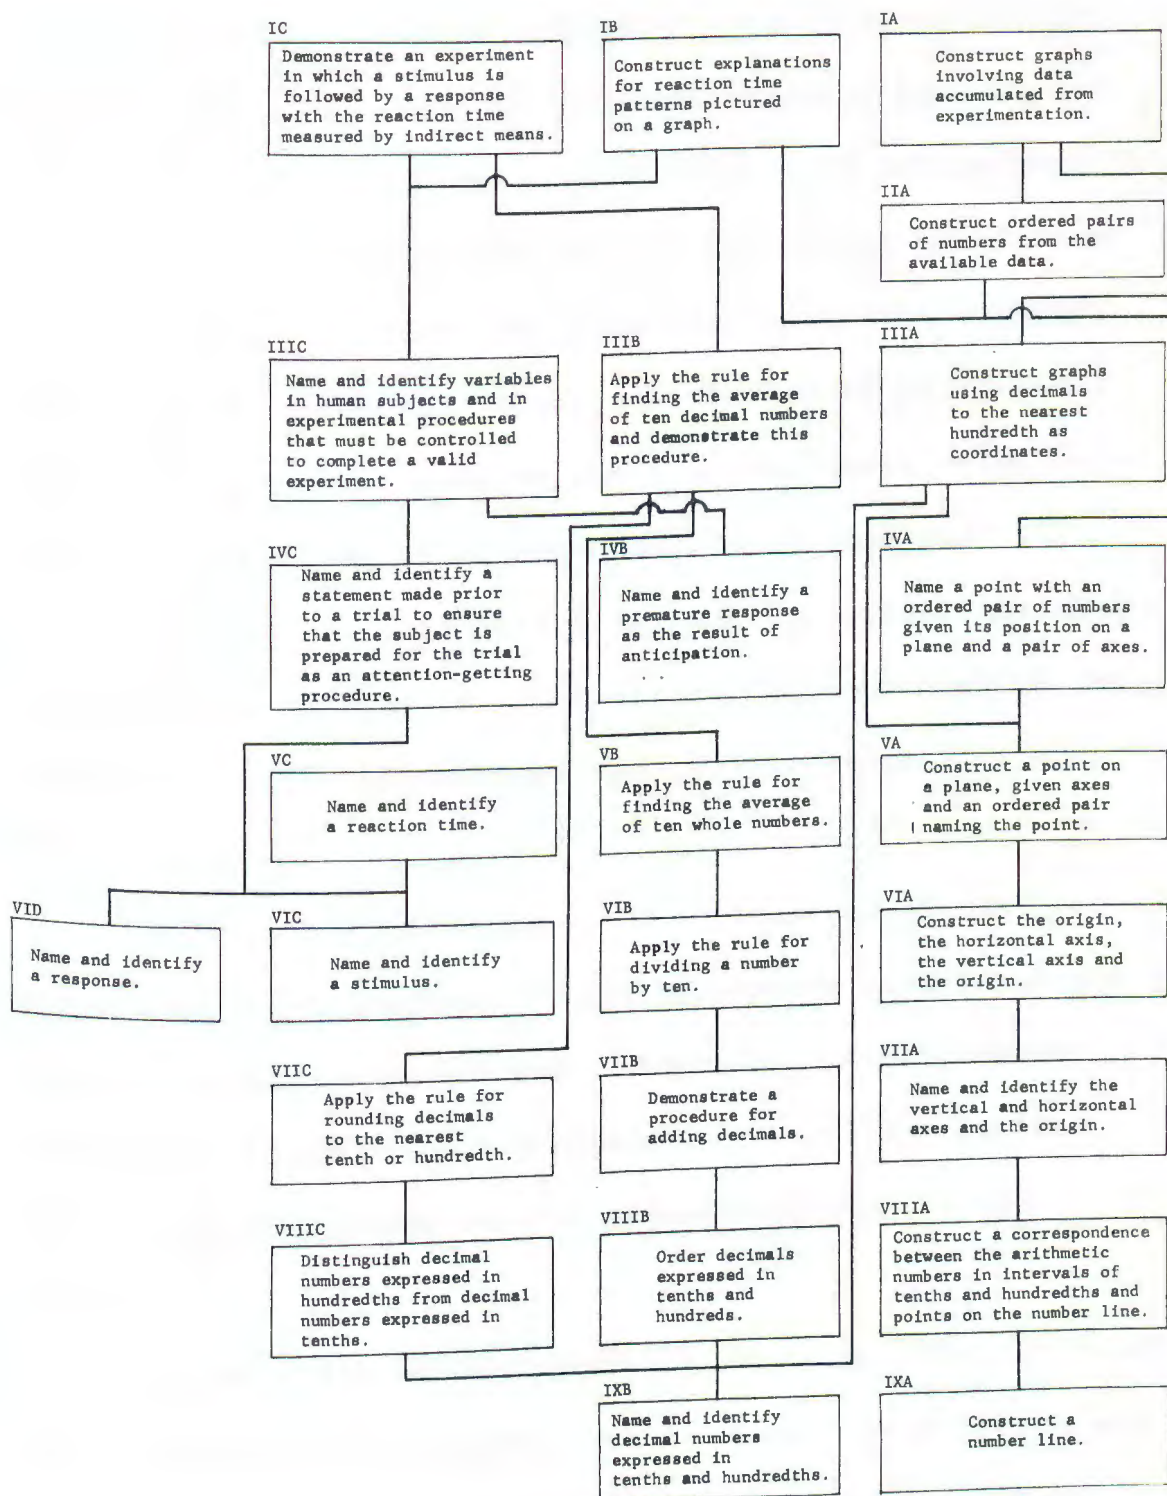 IC
Demonstrate an experiment
in which a stimulus is
followed by a response
with the reaction time
measured by indirect means.
IB
Construct explanations
for reaction time
patterns pictured
on a graph.
IA
Construct graphs
involving data
accumulated from
experimentation.
IIA
Construct ordered pairs
of numbers from the
available data.
IIIC
Name and identify variables
in human subjects and in
experimental procedures
that must be controlled
to complete a valid
experiment.
IIIB
Apply the rule for
finding the average
of ten decimal numbers
and demonstrate this
procedure.
IIIA
Construct graphs
using decimals
to the nearest
hundredth as
coordinates.
IVC
Name and identify a
statement made prior
to a trial to ensure
that the subject is
prepared for the trial
as an attention-getting
procedure.
IVB
Name and identify a
premature response
as the result of
anticipation.
IVA
Name a point with an
ordered pair of numbers
given its position on a
plane and a pair of axes.
VC
Name and identify
a reaction time.
VB
Apply the rule for
finding the average
of ten whole numbers.
VA
Construct a point on
a plane, given axes
and an ordered pair
naming the point.
VID
Name and identify
a response.
VIC
Name and identify
a stimulus.
VIB
Apply the rule for
dividing a number
by ten.
VIA
Construct the origin,
the horizontal axis,
the vertical axis and
the origin.
VIIC
Apply the rule for
rounding decimals
to the nearest
tenth or hundredth.
VIIB
Demonstrate a
procedure for
adding decimals.
VIIA
Name and identify the
vertical and horizontal
axes and the origin.
VIIIC
Distinguish decimal
numbers expressed in
hundredths from decimal
numbers expressed in
tenths.
VIIIB
Order decimals
expressed in
tenths and
hundreds.
VIIIA
Construct a correspondence
between the arithmetic
numbers in intervals of
tenths and hundredths and
points on the number line.
IXB
Name and identify
decimal numbers
expressed in
tenths and hundredths.
IXA
Construct a
number line.